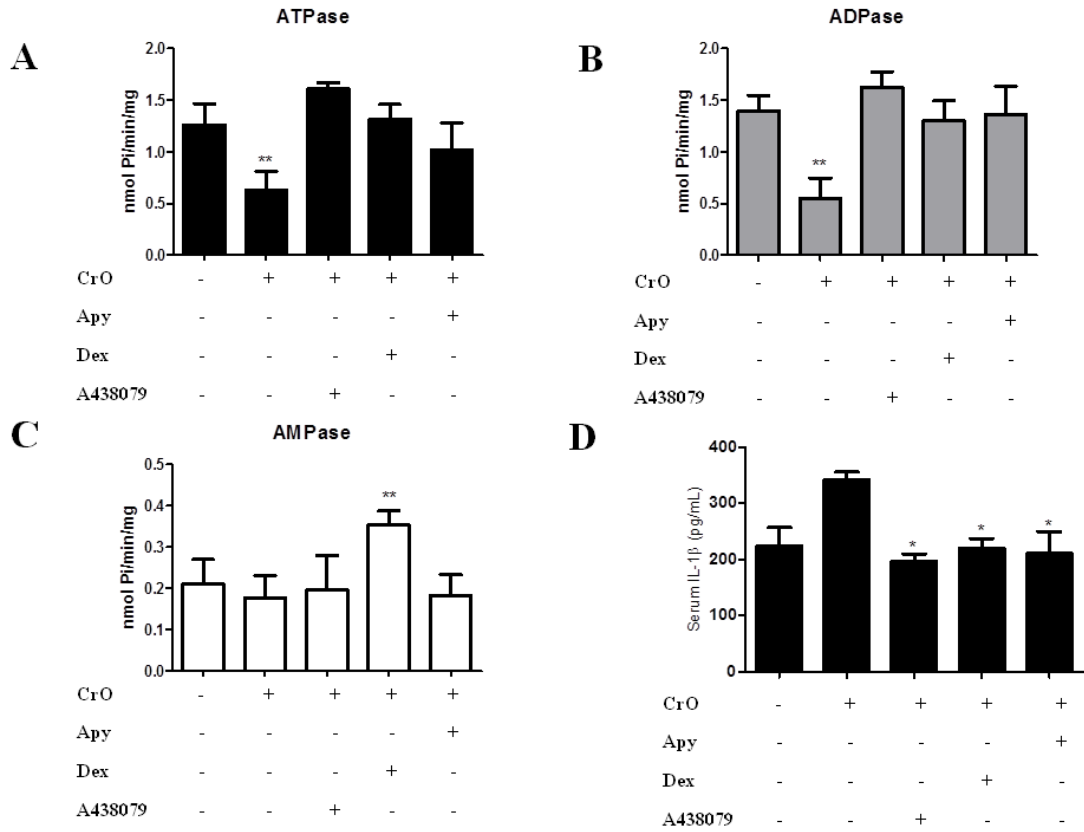 ATPase
A
nmol Pi/min/mg
2.0
1.5
1.0
0.5
0.0
**
CrO - + + + +
Apy - - - - +
Dex - - - + -
A438079 - - + - -
ADPase
B
nmol Pi/min/mg
2.0
1.5
1.0
0.5
0.0
**
CrO - + + + +
Apy - - - - +
Dex - - - + -
A438079 - - + - -
AMPase
C
nmol Pi/min/mg
0.5
0.4
0.3
0.2
0.1
0.0
**
CrO - + + + +
Apy - - - - +
Dex - - - + -
A438079 - - + - -
D
Serum IL-1β (pg/mL)
400
300
200
100
0
* * *
CrO - + + + +
Apy - - - - +
Dex - - - + -
A438079 - - + - -